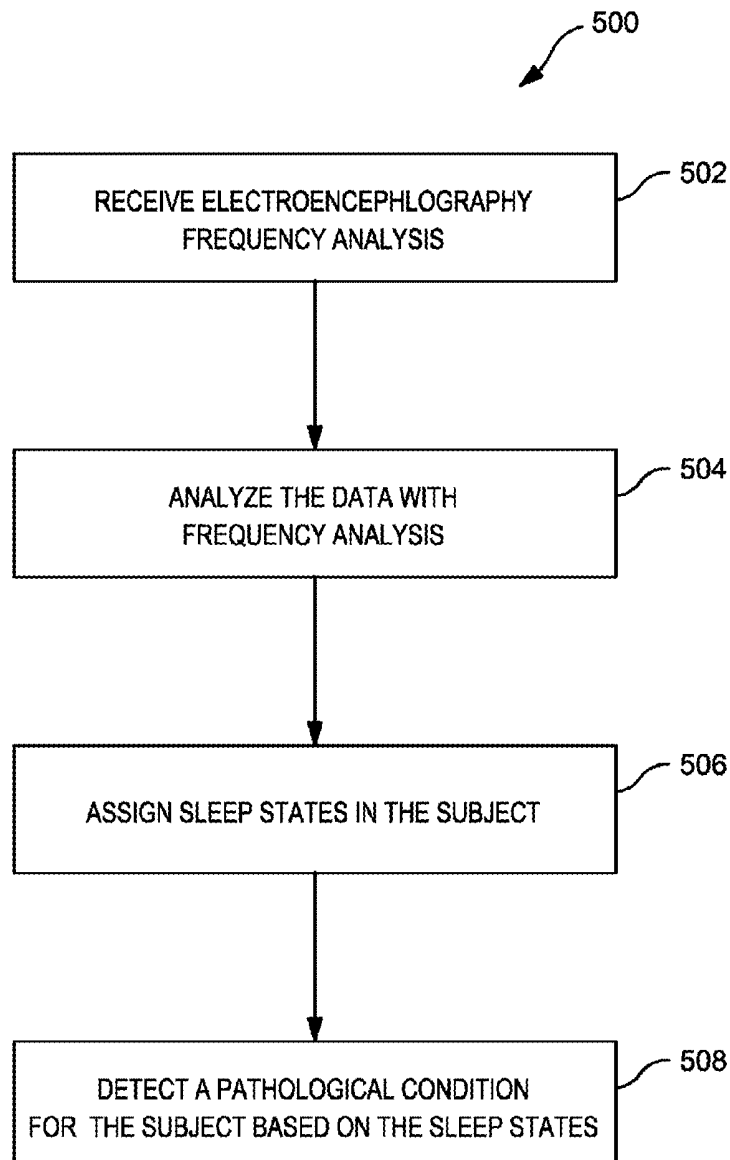 500
RECEIVE ELECTROENCEPHLOGRAPHY
FREQUENCY ANALYSIS
502
ANALYZE THE DATA WITH
FREQUENCY ANALYSIS
504
ASSIGN SLEEP STATES IN THE SUBJECT
506
DETECT A PATHOLOGICAL CONDITION
FOR THE SUBJECT BASED ON THE SLEEP STATES
508